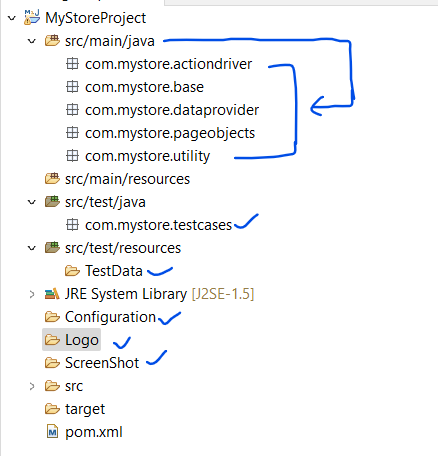 MyStoreProject
src/main/java
com.mystore.actiondriver
com.mystore.base
com.mystore.dataprovider
com.mystore.pageobjects
com.mystore.utility
src/main/resources
src/test/java
com.mystore.testcases
src/test/resources
TestData
JRE System Library [J2SE-1.5]
Configuration
Logo
ScreenShot
src
target
pom.xml